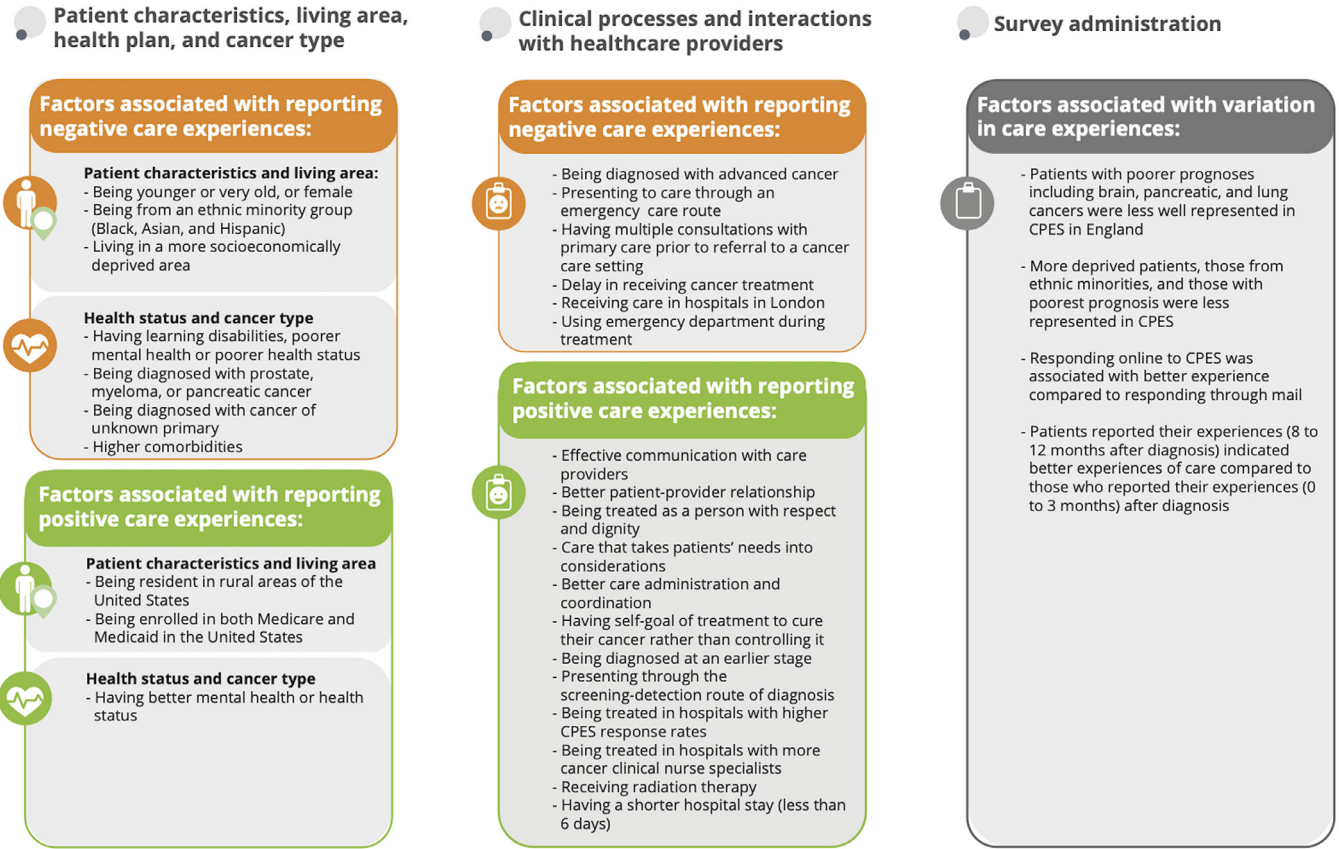 Patient characteristics, living area,
health plan, and cancer type
Factors associated with reporting
negative care experiences:
Patient characteristics and living area:
- Being younger or very old, or female
- Being from an ethnic minority group
(Black, Asian, and Hispanic)
- Living in a more socioeconomically
deprived area
Health status and cancer type
- Having learning disabilities, poorer
mental health or poorer health status
- Being diagnosed with prostate,
myeloma, or pancreatic cancer
- Being diagnosed with cancer of
unknown primary
- Higher comorbidities
Factors associated with reporting
positive care experiences:
Patient characteristics and living area
- Being resident in rural areas of the
United States
- Being enrolled in both Medicare and
Medicaid in the United States
Health status and cancer type
- Having better mental health or health
status
Clinical processes and interactions
with healthcare providers
Factors associated with reporting
negative care experiences:
- Being diagnosed with advanced cancer
- Presenting to care through an
emergency care route
- Having multiple consultations with
primary care prior to referral to a cancer
care setting
- Delay in receiving cancer treatment
- Receiving care in hospitals in London
- Using emergency department during
treatment
Factors associated with reporting
positive care experiences:
- Effective communication with care
providers
- Better patient-provider relationship
- Being treated as a person with respect
and dignity
- Care that takes patients' needs into
considerations
- Better care administration and
coordination
- Having self-goal of treatment to cure
their cancer rather than controlling it
- Being diagnosed at an earlier stage
- Presenting through the
screening-detection route of diagnosis
- Being treated in hospitals with higher
CPES response rates
- Being treated in hospitals with more
cancer clinical nurse specialists
- Receiving radiation therapy
- Having a shorter hospital stay (less than
6 days)
Survey administration
Factors associated with variation
in care experiences:
- Patients with poorer prognoses
including brain, pancreatic, and lung
cancers were less well represented in
CPES in England
- More deprived patients, those from
ethnic minorities, and those with
poorest prognosis were less
represented in CPES
- Responding online to CPES was
associated with better experience
compared to responding through mail
- Patients reported their experiences (8 to
12 months after diagnosis) indicated
better experiences of care compared to
those who reported their experiences (0
to 3 months) after diagnosis